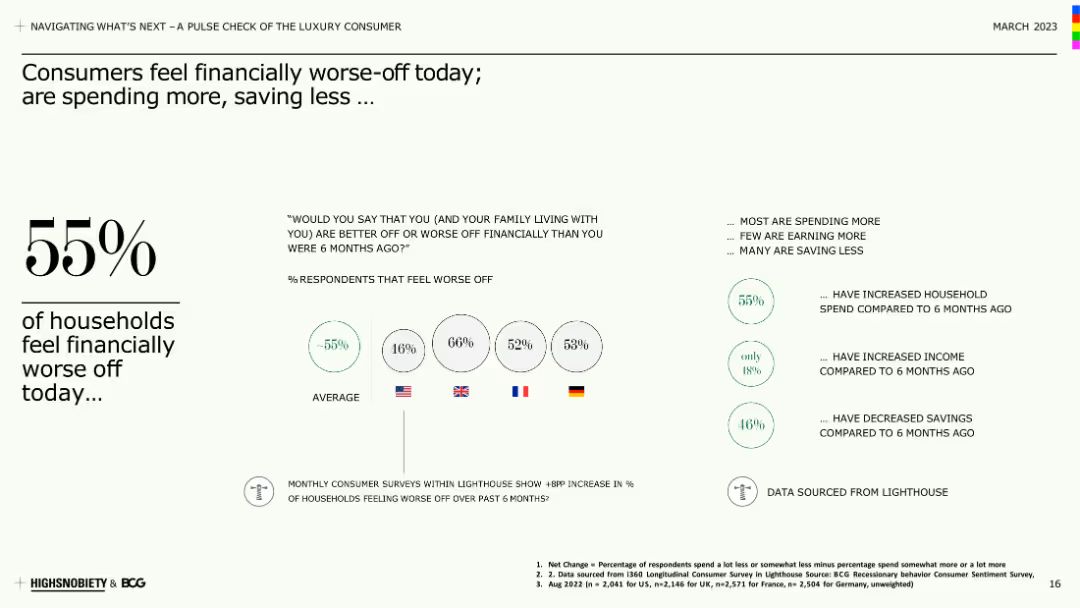 NAVIGATING WHAT'S NEXT – A PULSE CHECK OF THE LUXURY CONSUMER
MARCH 2023
Consumers feel financially worse-off today;
are spending more, saving less ...
55%
of households
feel financially
worse off
today...
"WOULD YOU SAY THAT YOU (AND YOUR FAMILY LIVING WITH
YOU) ARE BETTER OFF OR WORSE OFF FINANCIALLY THAN YOU
WERE 6 MONTHS AGO?"
% RESPONDENTS THAT FEEL WORSE OFF
~55%
46%
66%
52%
53%
AVERAGE
MONTHLY CONSUMER SURVEYS WITHIN LIGHTHOUSE SHOW +8PP INCREASE IN %
OF HOUSEHOLDS FEELING WORSE OFF OVER PAST 6 MONTHS?
... MOST ARE SPENDING MORE
... FEW ARE EARNING MORE
... MANY ARE SAVING LESS
55%
... HAVE INCREASED HOUSEHOLD
SPEND COMPARED TO 6 MONTHS AGO
only
18%
... HAVE INCREASED INCOME
COMPARED TO 6 MONTHS AGO
46%
... HAVE DECREASED SAVINGS
COMPARED TO 6 MONTHS AGO
DATA SOURCED FROM LIGHTHOUSE
1. Net Change = Percentage of respondents spend a lot less or somewhat less minus percentage spend somewhat more or a lot more
2. 2. Data sourced from i360 Longitudinal Consumer Survey in Lighthouse Source: BCG Recessionary behavior Consumer Sentiment Survey,
3. Aug 2022 (n = 2,041 for US, n=2,146 for UK, n=2,571 for France, n= 2,504 for Germany, unweighted)
HIGHSNOBIETY & BCG
16